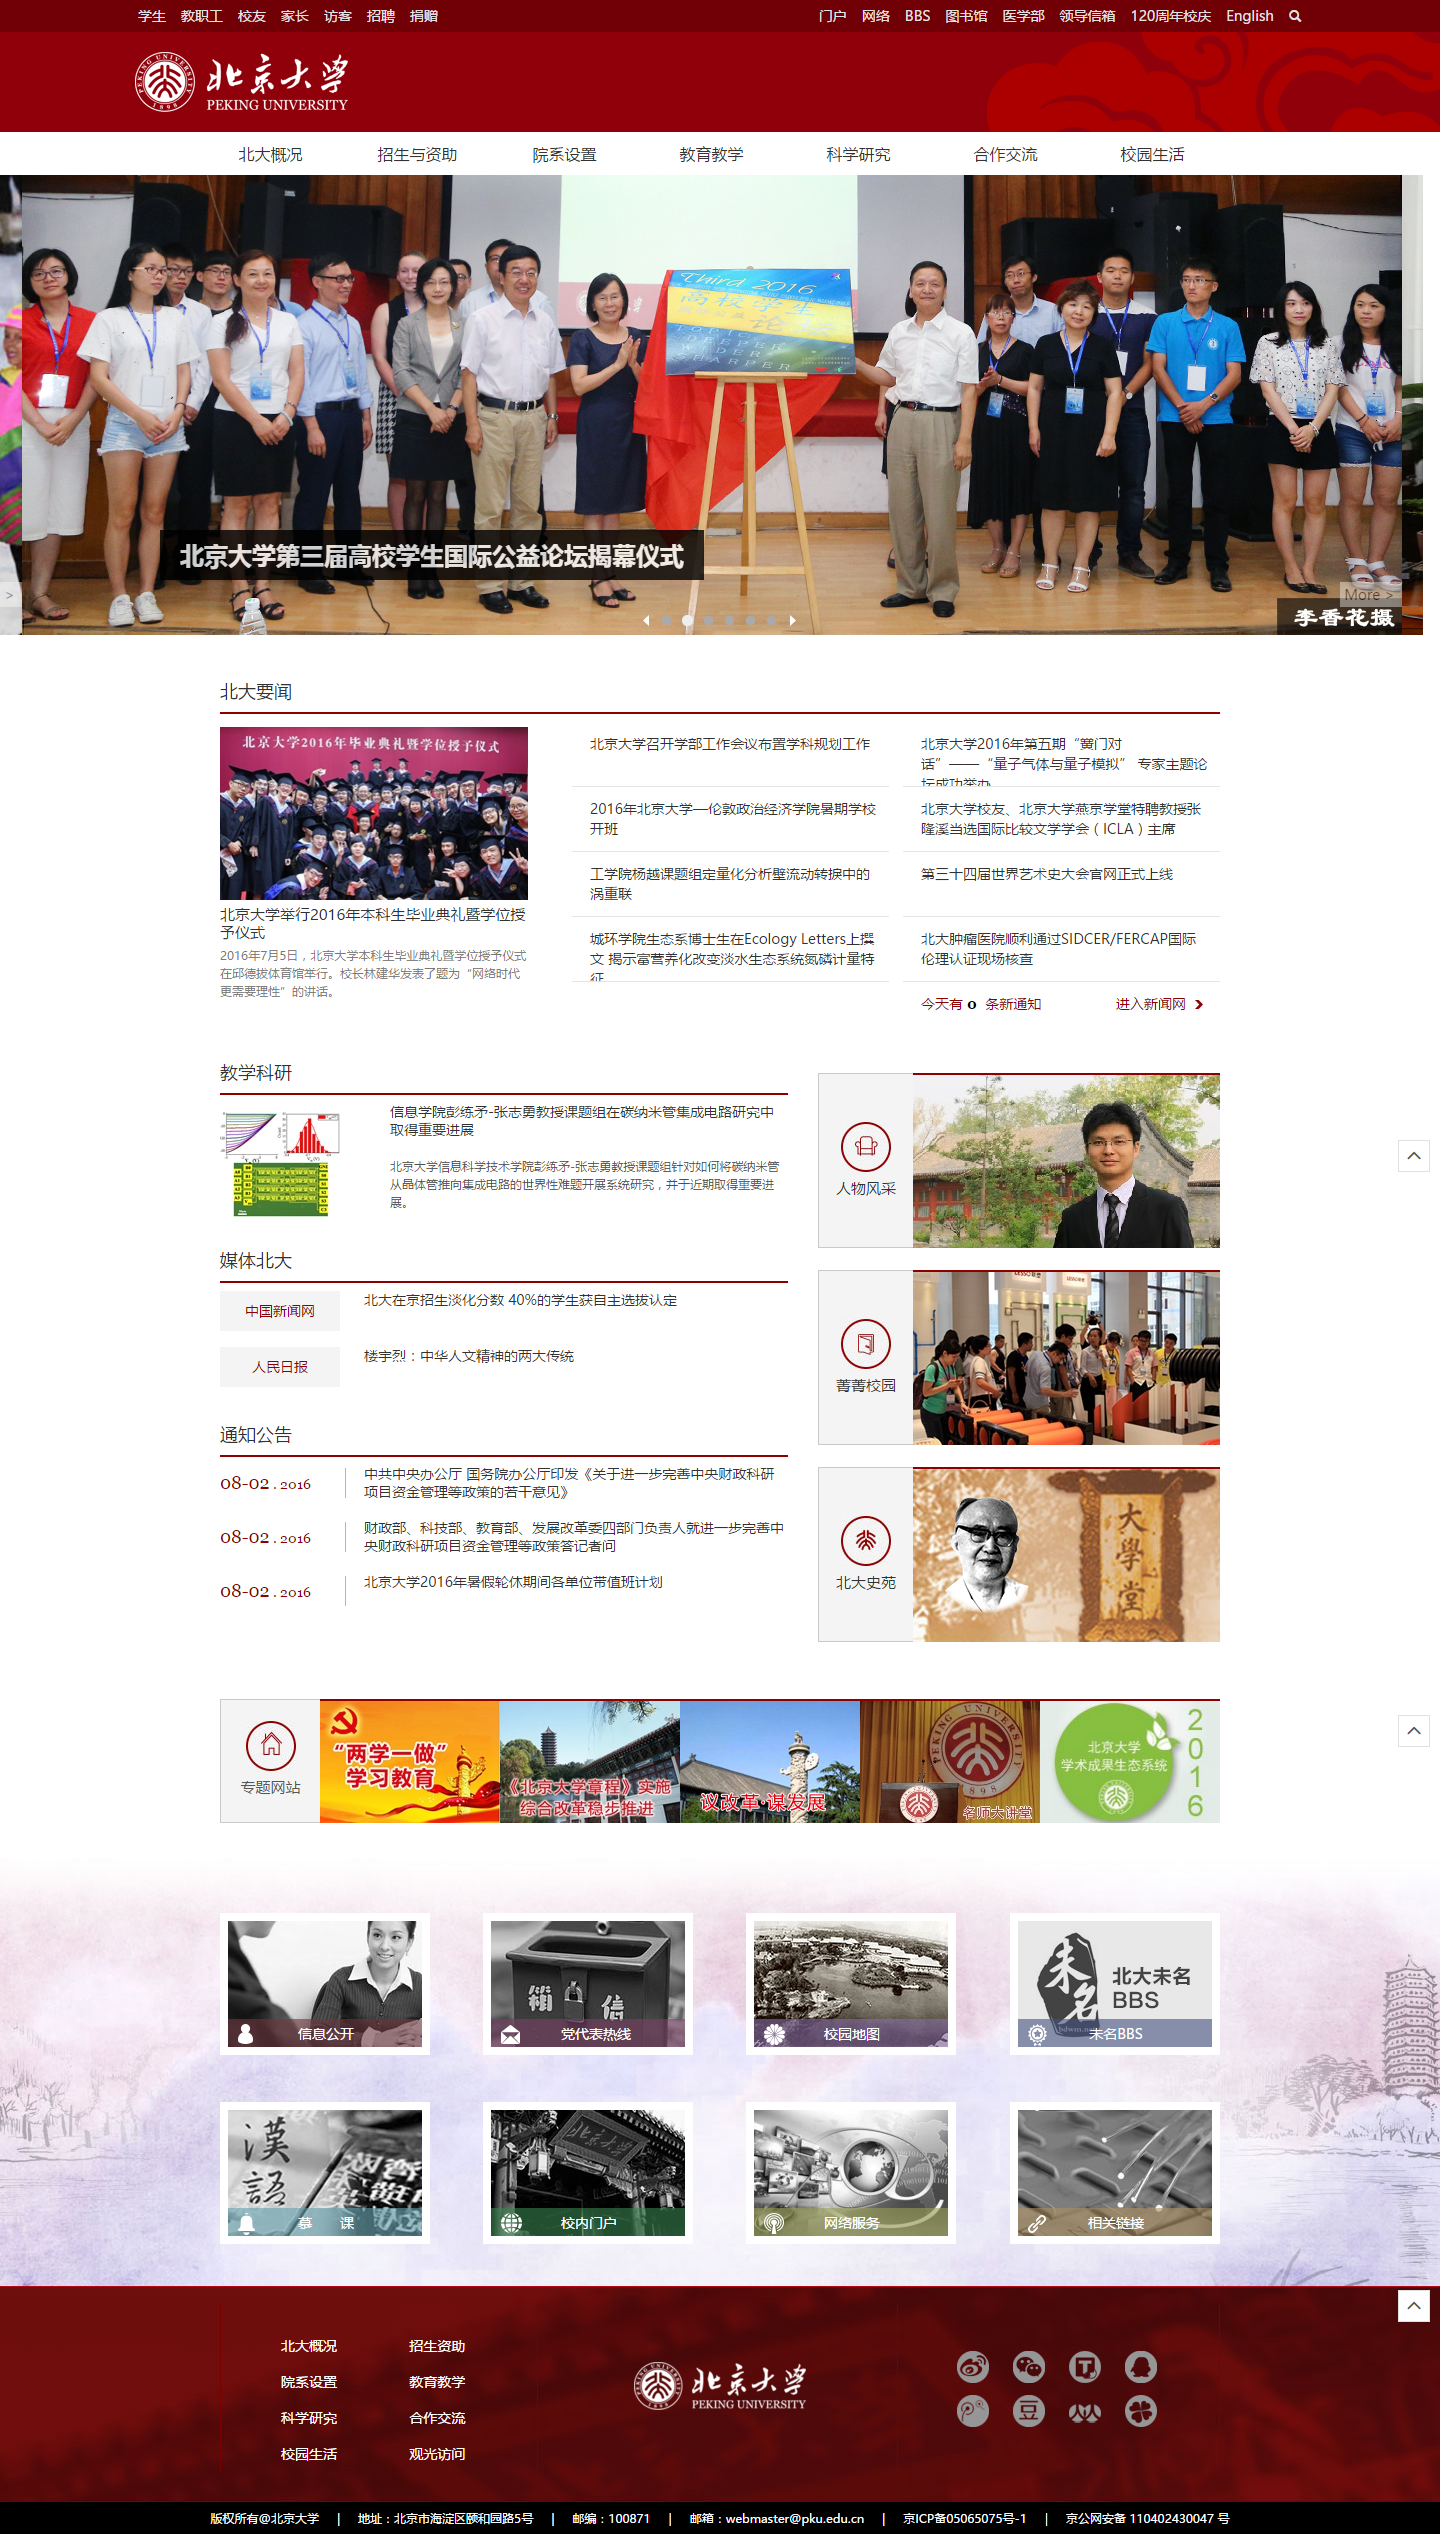 学生 教职工 校友 家长 访客 招聘 捐赠 门户 网络 BBS 图书馆 医学部 领导信箱 120周年校庆 English
北京大学
PEKING UNIVERSITY
北大概况 招生与资助 院系设置 教育教学 科学研究 合作交流 校园生活
Third 2016
高校学生
论坛
北京大学第三届高校学生国际公益论坛揭幕仪式
>
More >
李香花摄
北大要闻
北京大学2016年毕业典礼暨学位授予仪式
北京大学举行2016年本科生毕业典礼暨学位授
予仪式
2016年7月5日，北京大学本科生毕业典礼暨学位授予仪式
在邱德拔体育馆举行。校长林建华发表了题为“网络时代
更需要理性”的讲话。
北京大学召开学部工作会议布置学科规划工作
2016年北京大学—伦敦政治经济学院暑期学校
开班
工学院杨越课题组定量化分析壁流动转捩中的
涡重联
城环学院生态系博士生在Ecology Letters上撰
文 揭示富营养化改变淡水生态系统氮磷计量特
征
北京大学2016年第五期“黉门对
话”——“量子气体与量子模拟” 专家主题论
坛成功举办
北京大学校友、北京大学燕京学堂特聘教授张
隆溪当选国际比较文学学会（ICLA）主席
第三十四届世界艺术史大会官网正式上线
北大肿瘤医院顺利通过SIDCER/FERCAP国际
伦理认证现场核查
今天有 0 条新通知 进入新闻网
教学科研
信息学院彭练矛-张志勇教授课题组在碳纳米管集成电路研究中
取得重要进展
北京大学信息科学技术学院彭练矛-张志勇教授课题组针对如何将碳纳米管
从晶体管推向集成电路的世界性难题开展系统研究，并于近期取得重要进
展。
媒体北大
中国新闻网 北大在京招生淡化分数 40%的学生获自主选拔认定
人民日报 楼宇烈：中华人文精神的两大传统
通知公告
08-02 . 2016 中共中央办公厅 国务院办公厅印发《关于进一步完善中央财政科研
项目资金管理等政策的若干意见》
08-02 . 2016 财政部、科技部、教育部、发展改革委四部门负责人就进一步完善中
央财政科研项目资金管理等政策答记者问
08-02 . 2016 北京大学2016年暑假轮休期间各单位带值班计划
人物风采
菁菁校园
北大史苑
大學堂
专题网站
“两学一做”
学习教育
《北京大学章程》实施
综合改革稳步推进
议改革·谋发展
PEKING UNIVERSITY
1898
名师大讲堂
北京大学
学术成果生态系统
2016
信息公开
箱 信
党代表热线
校园地图
未名
北大未名
BBS
未名BBS
漢語
慕 课
北京大学
校内门户
网络服务
相关链接
北大概况 招生资助
院系设置 教育教学
科学研究 合作交流
校园生活 观光访问
北京大学
PEKING UNIVERSITY
豆
版权所有@北京大学 | 地址：北京市海淀区颐和园路5号 | 邮编：100871 | 邮箱：webmaster@pku.edu.cn | 京ICP备05065075号-1 | 京公网安备 110402430047 号